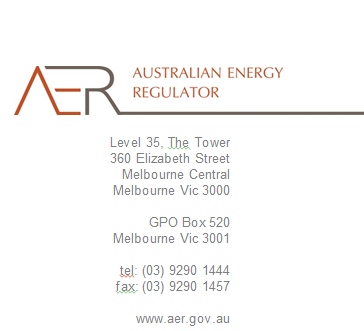 AER
AUSTRALIAN ENERGY
REGULATOR
Level 35, The Tower
360 Elizabeth Street
Melbourne Central
Melbourne Vic 3000
GPO Box 520
Melbourne Vic 3001
tel: (03) 9290 1444
fax: (03) 9290 1457
www.aer.gov.au